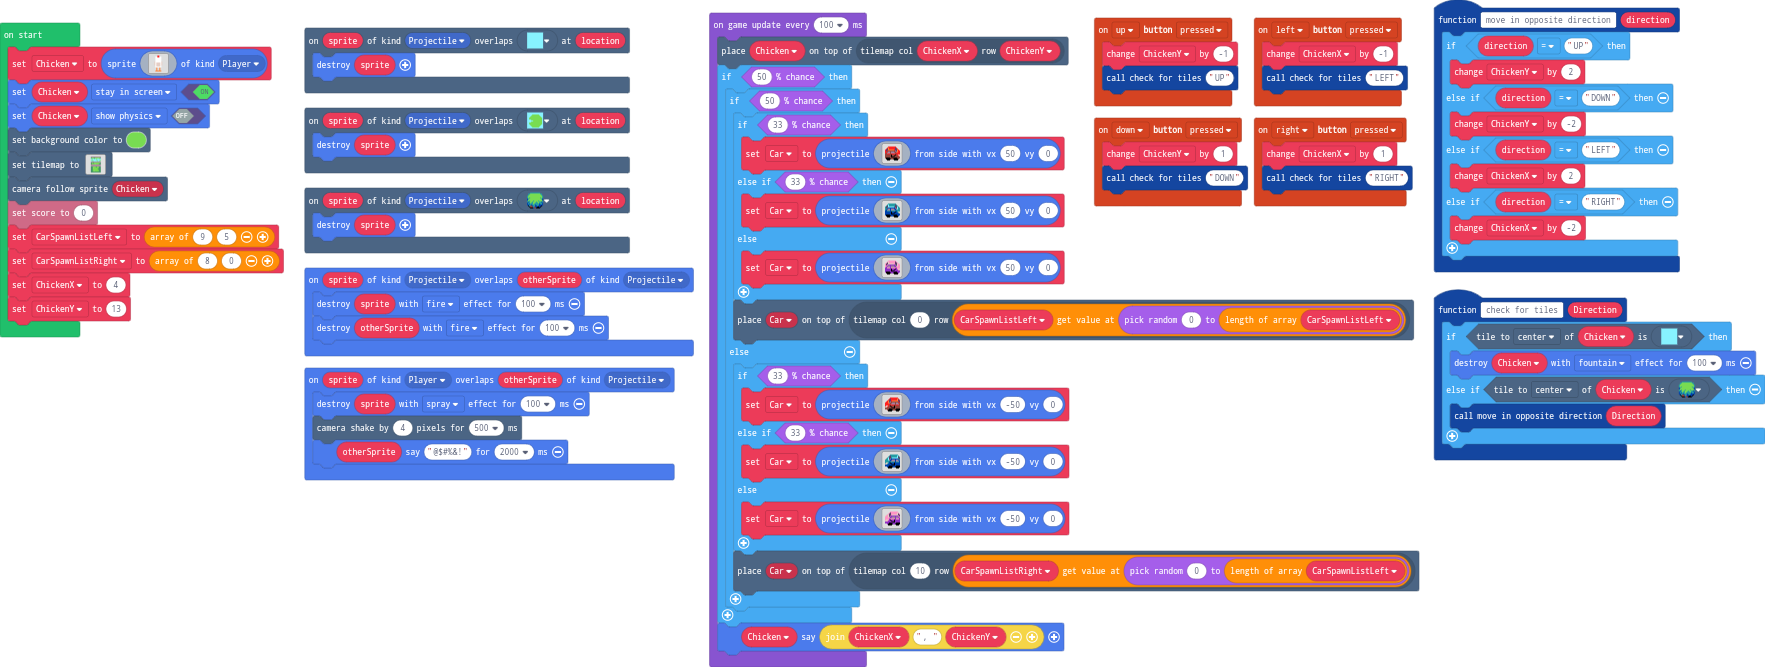 on start
set Chicken to sprite of kind Player
set Chicken stay in screen ON
set Chicken show physics OFF
set background color to
set tilemap to
camera follow sprite Chicken
set score to 0
set CarSpawnListLeft to array of 9 5
set CarSpawnListRight to array of 8 0
set ChickenX to 4
set ChickenY to 13
on sprite of kind Projectile overlaps at location
destroy sprite
on sprite of kind Projectile overlaps at location
destroy sprite
on sprite of kind Projectile overlaps at location
destroy sprite
on sprite of kind Projectile overlaps otherSprite of kind Projectile
destroy sprite with fire effect for 100 ms
destroy otherSprite with fire effect for 100 ms
on sprite of kind Player overlaps otherSprite of kind Projectile
destroy sprite with spray effect for 100 ms
camera shake by 4 pixels for 500 ms
otherSprite say "@$#%&!" for 2000 ms
on game update every 100 ms
place Chicken on top of tilemap col ChickenX row ChickenY
if 50 % chance then
if 50 % chance then
if 33 % chance then
set Car to projectile from side with vx 50 vy 0
else if 33 % chance then
set Car to projectile from side with vx 50 vy 0
else
set Car to projectile from side with vx 50 vy 0
place Car on top of tilemap col 0 row CarSpawnListLeft get value at pick random 0 to length of array CarSpawnListLeft
else
if 33 % chance then
set Car to projectile from side with vx -50 vy 0
else if 33 % chance then
set Car to projectile from side with vx -50 vy 0
else
set Car to projectile from side with vx -50 vy 0
place Car on top of tilemap col 10 row CarSpawnListRight get value at pick random 0 to length of array CarSpawnListLeft
Chicken say join ChickenX ", " ChickenY
on up button pressed
change ChickenY by -1
call check for tiles "UP"
on left button pressed
change ChickenX by -1
call check for tiles "LEFT"
on down button pressed
change ChickenY by 1
call check for tiles "DOWN"
on right button pressed
change ChickenX by 1
call check for tiles "RIGHT"
function move in opposite direction direction
if direction = "UP" then
change ChickenY by 2
else if direction = "DOWN" then
change ChickenY by -2
else if direction = "LEFT" then
change ChickenX by 2
else if direction = "RIGHT" then
change ChickenX by -2
function check for tiles Direction
if tile to center of Chicken is then
destroy Chicken with fountain effect for 100 ms
else if tile to center of Chicken is then
call move in opposite direction Direction